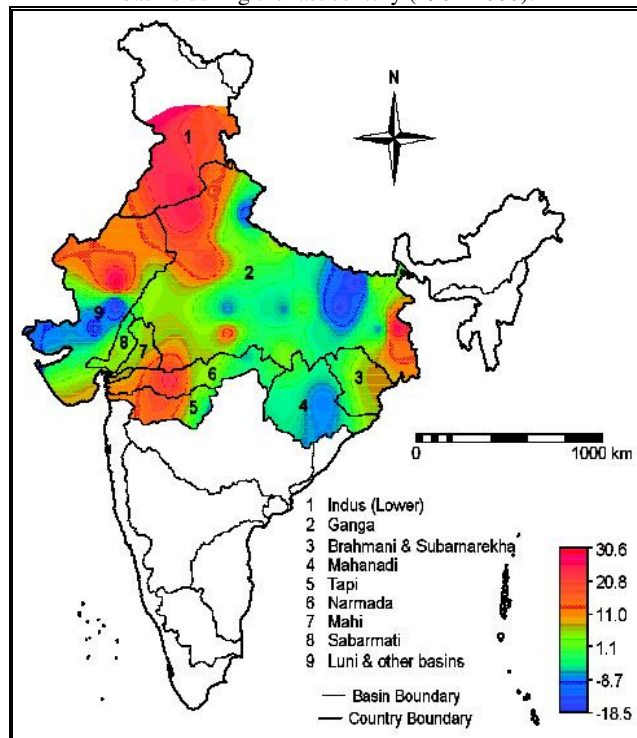 N
1
2
9
8
7
6
5
4
3
0 1000 km
1 Indus (Lower)
2 Ganga
3 Brahmani & Subarnarekha
4 Mahanadi
5 Tapi
6 Narmada
7 Mahi
8 Sabarmati
9 Luni & other basins
Basin Boundary
Country Boundary
30.6
20.8
11.0
1.1
-8.7
-18.5